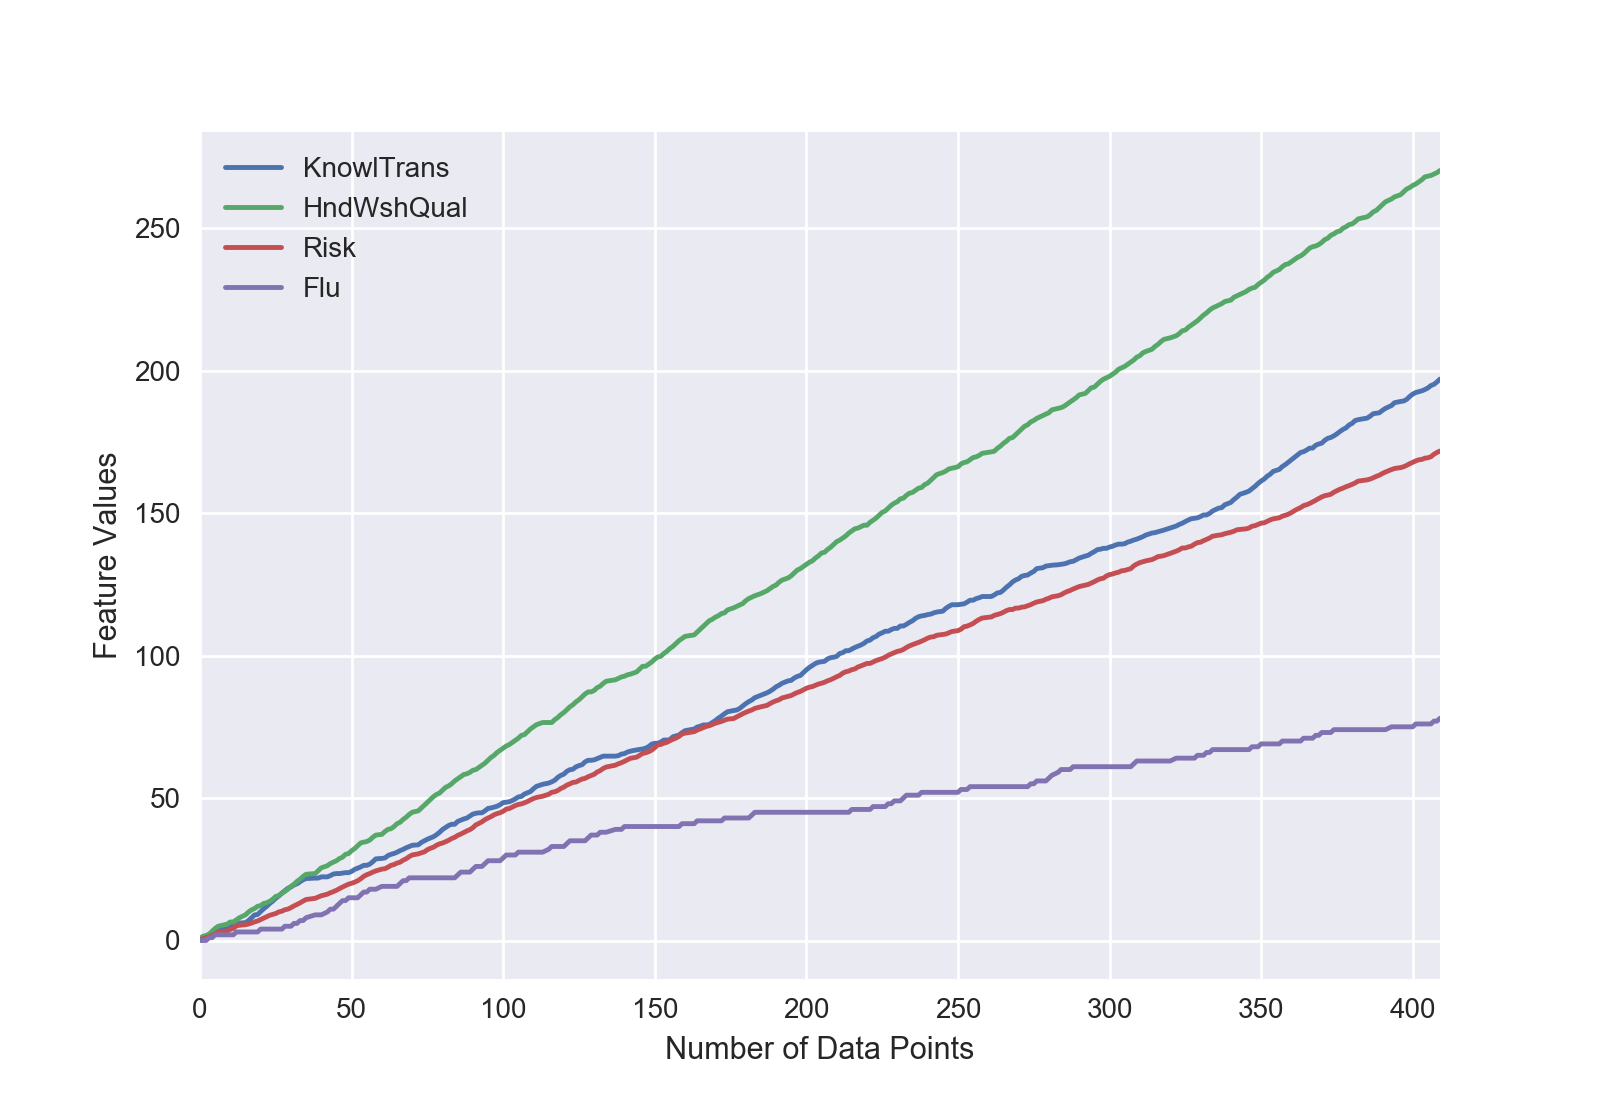 KnowlTrans
HndWshQual
Risk
Flu
250
200
150
100
50
0
Feature Values
0 50 100 150 200 250 300 350 400
Number of Data Points